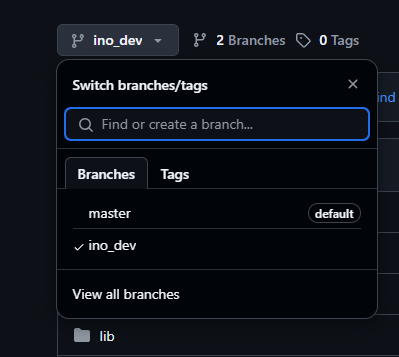 ino_dev 2 Branches 0 Tags
Switch branches/tags
ind
Find or create a branch...
Branches Tags
master default
ino_dev
View all branches
lib